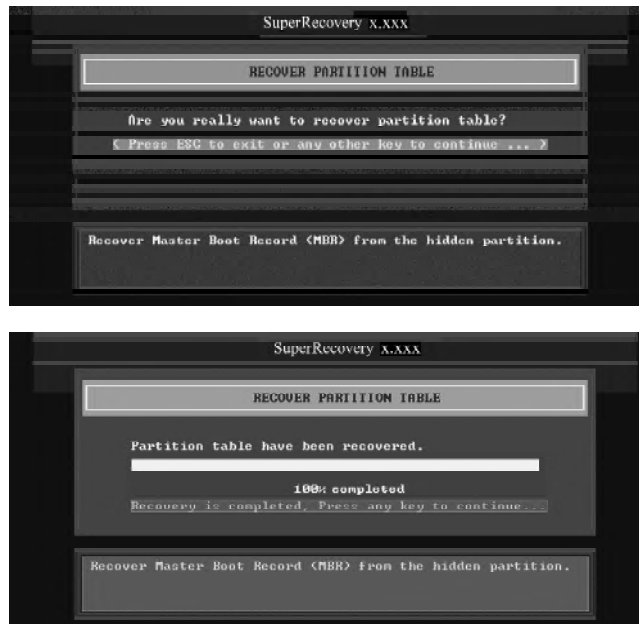 SuperRecovery x.xxx
RECOVER PARTITION TABLE
Are you really want to recover partition table?
< Press ESC to exit or any other key to continue ... >
Recover Master Boot Record <MBR> from the hidden partition.
SuperRecovery x.xxx
RECOVER PARTITION TABLE
Partition table have been recovered.
100% completed
Recovery is completed, Press any key to continue...
Recover Master Boot Record <MBR> from the hidden partition.